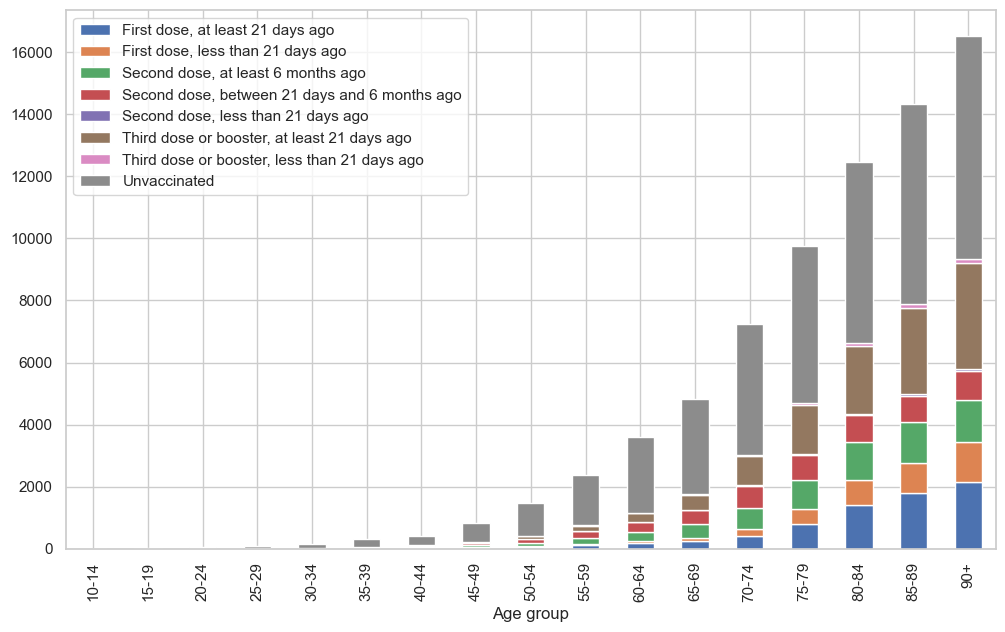 First dose, at least 21 days ago
First dose, less than 21 days ago
Second dose, at least 6 months ago
Second dose, between 21 days and 6 months ago
Second dose, less than 21 days ago
Third dose or booster, at least 21 days ago
Third dose or booster, less than 21 days ago
Unvaccinated
16000
14000
12000
10000
8000
6000
4000
2000
0
10-14
15-19
20-24
25-29
30-34
35-39
40-44
45-49
50-54
55-59
60-64
65-69
70-74
75-79
80-84
85-89
90+
Age group